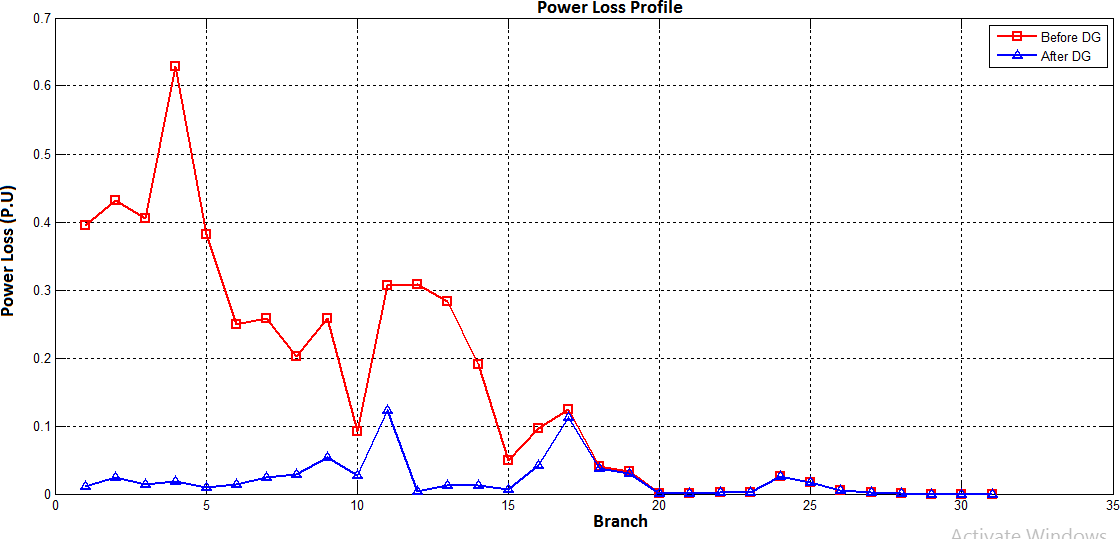 Power Loss Profile
0.7
Before DG
After DG
0.6
0.5
0.4
0.3
0.2
0.1
0
Power Loss (P.U)
0 5 10 15 20 25 30 35
Branch
Activate Windows